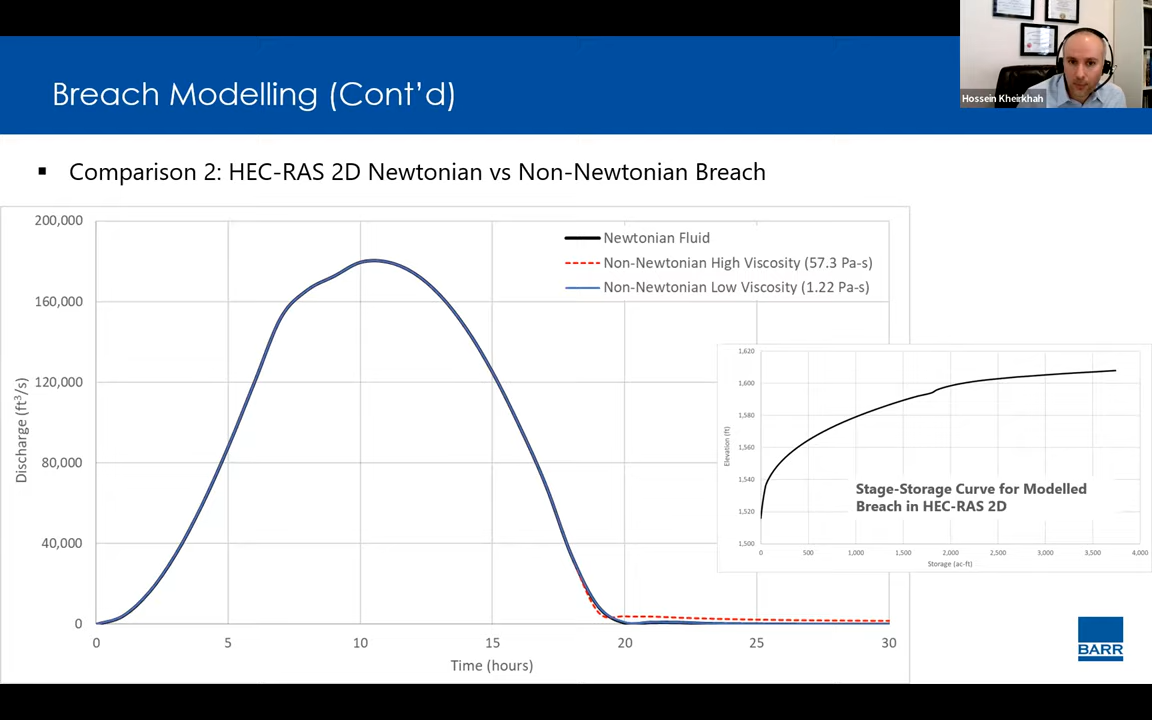 Breach Modelling (Cont'd)
Hossein Kheirkhah
▪ Comparison 2: HEC-RAS 2D Newtonian vs Non-Newtonian Breach
200,000
160,000
120,000
80,000
40,000
0
Discharge (ft³/s)
0 5 10 15 20 25 30
Time (hours)
Newtonian Fluid
Non-Newtonian High Viscosity (57.3 Pa-s)
Non-Newtonian Low Viscosity (1.22 Pa-s)
1,620
1,600
1,580
1,560
1,540
1,520
1,500
Elevation (ft)
Stage-Storage Curve for Modelled
Breach in HEC-RAS 2D
0 500 1,000 1,500 2,000 2,500 3,000 3,500 4,000
Storage (ac-ft)
BARR